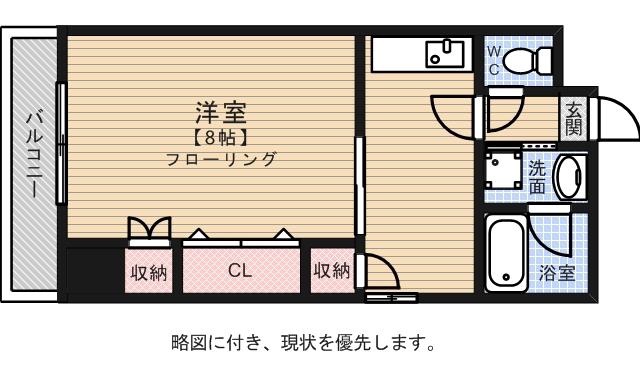 バルコニー
洋室
【8帖】
フローリング
WC
玄関
洗面
浴室
収納
CL
収納
略図に付き、現状を優先します。